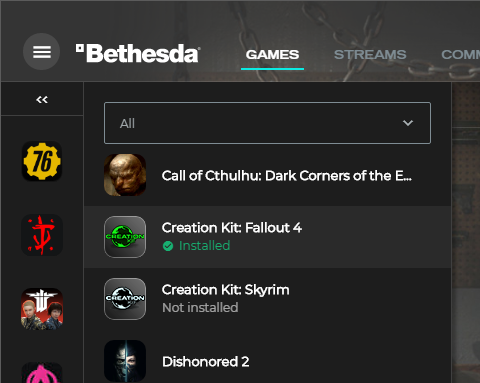 Bethesda
GAMES
STREAMS
COMM
All
76
Call of Cthulhu: Dark Corners of the E...
CREATION
Creation Kit: Fallout 4
Installed
CREATION
Creation Kit: Skyrim
Not installed
Dishonored 2